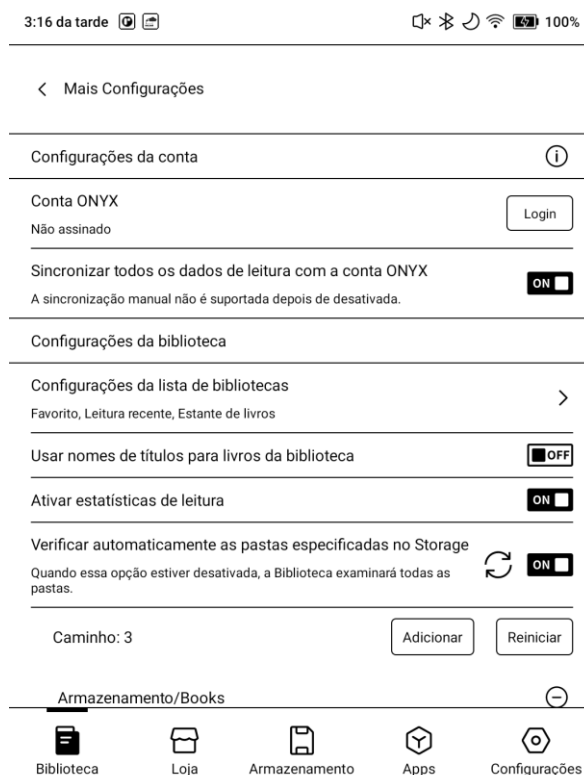 3:16 da tarde 100%
Mais Configurações
Configurações da conta
Conta ONYX
Não assinado
Login
Sincronizar todos os dados de leitura com a conta ONYX
A sincronização manual não é suportada depois de desativada.
ON
Configurações da biblioteca
Configurações da lista de bibliotecas
Favorito, Leitura recente, Estante de livros
Usar nomes de títulos para livros da biblioteca OFF
Ativar estatísticas de leitura ON
Verificar automaticamente as pastas especificadas no Storage
Quando essa opção estiver desativada, a Biblioteca examinará todas as
pastas.
ON
Caminho: 3 Adicionar Reiniciar
Armazenamento/Books
Biblioteca Loja Armazenamento Apps Configurações